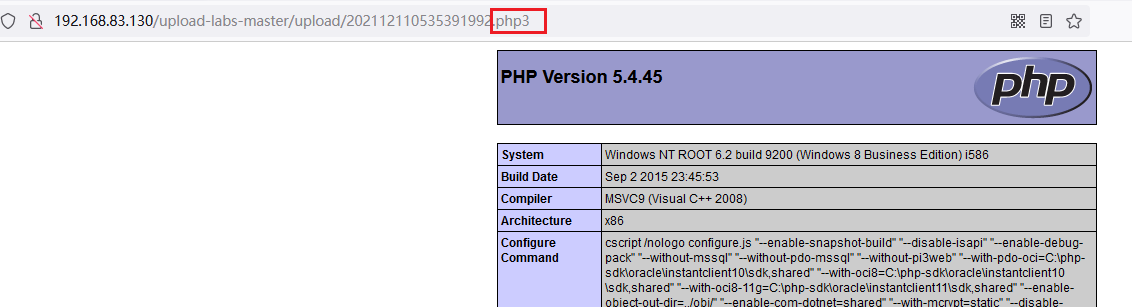 192.168.83.130/upload-labs-master/upload/202112110535391992.php3
PHP Version 5.4.45
php
System Windows NT ROOT 6.2 build 9200 (Windows 8 Business Edition) i586
Build Date Sep 2 2015 23:45:53
Compiler MSVC9 (Visual C++ 2008)
Architecture x86
Configure Command cscript /nologo configure.js "--enable-snapshot-build" "--disable-isapi" "--enable-debug-
pack" "--without-mssql" "--without-pdo-mssql" "--without-pi3web" "--with-pdo-oci=C:\php-
sdk\oracle\instantclient10\sdk,shared" "--with-oci8=C:\php-sdk\oracle\instantclient10
\sdk,shared" "--with-oci8-11g=C:\php-sdk\oracle\instantclient11\sdk,shared" "--enable-
object-out-dir=../obj/" "--enable-com-dotnet=shared" "--with-mcrypt=static" "--disable-